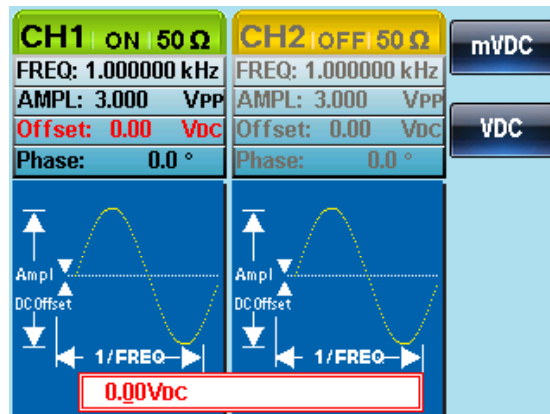 CH1 ON 50 Ω
FREQ: 1.000000 kHz
AMPL: 3.000 VPP
Offset: 0.00 VDC
Phase: 0.0 °
Ampl
DC Offset
1/FREQ
CH2 OFF 50 Ω
FREQ: 1.000000 kHz
AMPL: 3.000 VPP
Offset: 0.00 VDC
Phase: 0.0 °
Ampl
DC Offset
1/FREQ
0.00VDC
mVDC
VDC